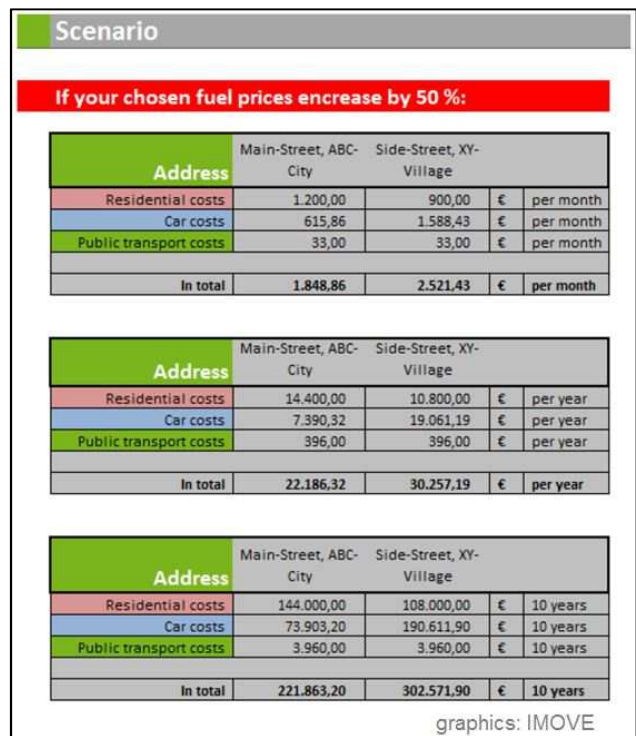 Scenario
If your chosen fuel prices encrease by 50 %:
Address Main-Street, ABC-City Side-Street, XY-Village
Residential costs 1.200,00 900,00 € per month
Car costs 615,86 1.588,43 € per month
Public transport costs 33,00 33,00 € per month
In total 1.848,86 2.521,43 € per month
Address Main-Street, ABC-City Side-Street, XY-Village
Residential costs 14.400,00 10.800,00 € per year
Car costs 7.390,32 19.061,19 € per year
Public transport costs 396,00 396,00 € per year
In total 22.186,32 30.257,19 € per year
Address Main-Street, ABC-City Side-Street, XY-Village
Residential costs 144.000,00 108.000,00 € 10 years
Car costs 73.903,20 190.611,90 € 10 years
Public transport costs 3.960,00 3.960,00 € 10 years
In total 221.863,20 302.571,90 € 10 years
graphics: IMOVE